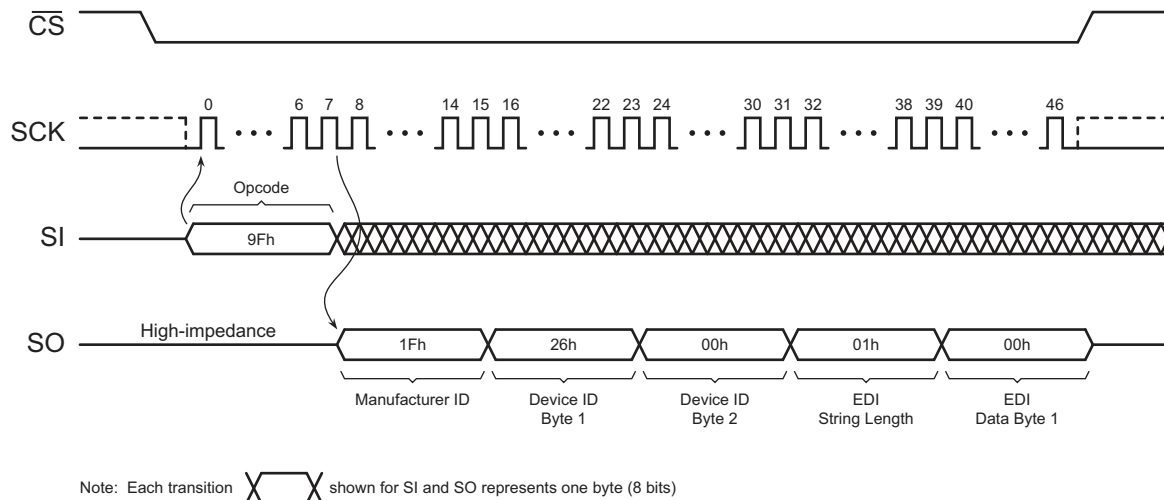 CS
0 6 7 8 14 15 16 22 23 24 30 31 32 38 39 40 46
SCK
Opcode
SI
9Fh
High-impedance
SO
1Fh 26h 00h 01h 00h
Manufacturer ID
Device ID
Byte 1
Device ID
Byte 2
EDI
String Length
EDI
Data Byte 1
Note: Each transition shown for SI and SO represents one byte (8 bits)